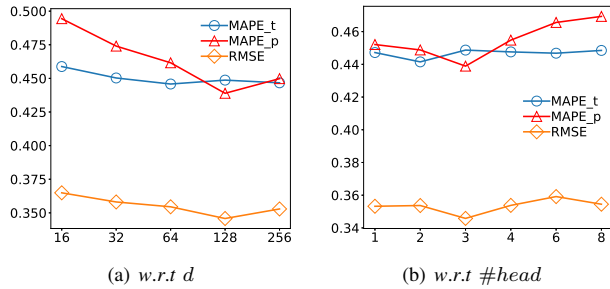 0.500
0.475
0.450
0.425
0.400
0.375
0.350
16 32 64 128 256
MAPE_t
MAPE_p
RMSE
(a) w.r.t d
0.46
0.44
0.42
0.40
0.38
0.36
0.34
1 2 3 4 6 8
MAPE_t
MAPE_p
RMSE
(b) w.r.t #head